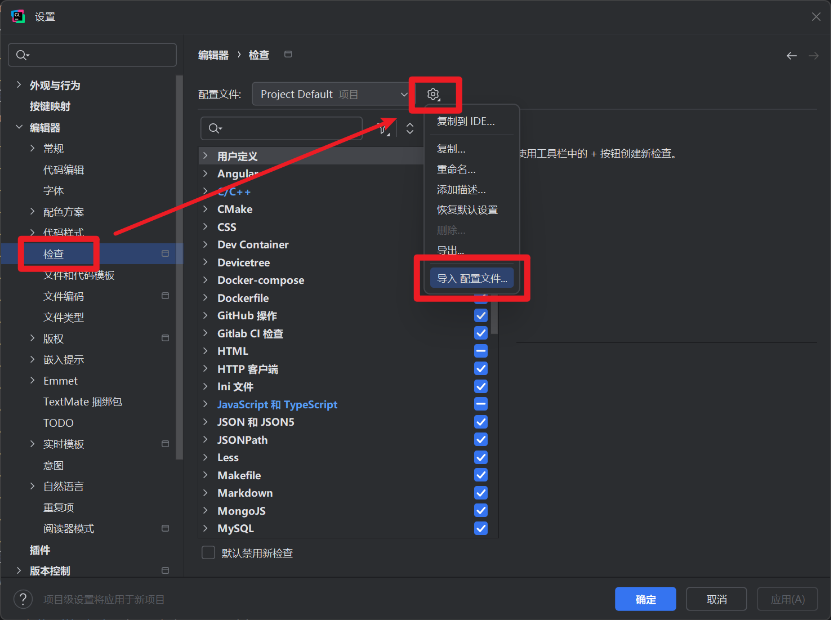 设置
外观与行为
按键映射
编辑器
常规
代码编辑
字体
配色方案
代码样式
检查
文件和代码模板
文件编码
文件类型
版权
嵌入提示
Emmet
TextMate 捆绑包
TODO
实时模板
意图
自然语言
重复项
阅读器模式
插件
版本控制
编辑器 › 检查
配置文件: Project Default 项目
用户定义
Angular
C/C++
CMake
CSS
Dev Container
Devicetree
Docker-compose
Dockerfile
GitHub 操作
Gitlab CI 检查
HTML
HTTP 客户端
Ini 文件
JavaScript 和 TypeScript
JSON 和 JSON5
JSONPath
Less
Makefile
Markdown
MongoJS
MySQL
默认禁用新检查
复制到 IDE...
复制...
重命名...
添加描述...
恢复默认设置
删除...
导出...
导入 配置文件...
使用工具栏中的 + 按钮创建新检查。
? 项目级设置将应用于新项目
确定
取消
应用(A)